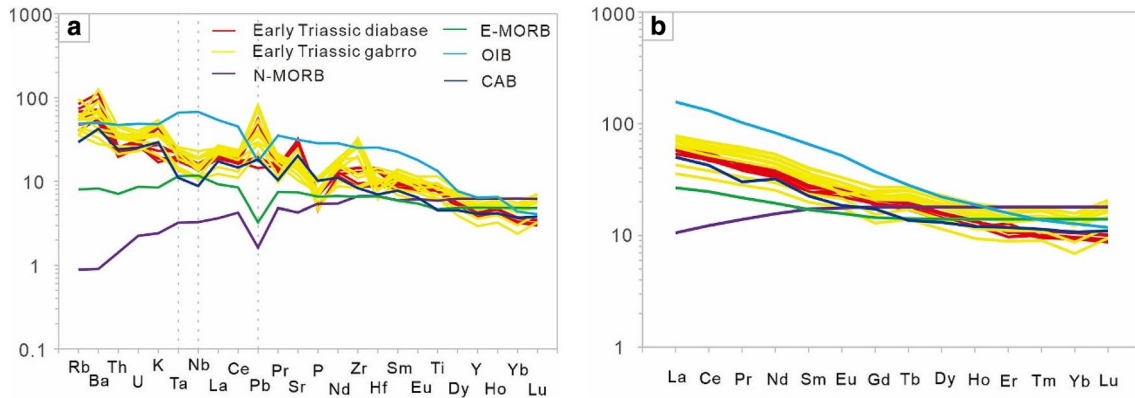 a
1000
100
10
1
0.1
Early Triassic diabase
Early Triassic gabrro
N-MORB
E-MORB
OIB
CAB
Rb Ba Th U K Ta Nb La Ce Pb Pr Sr P Nd Zr Hf Sm Eu Ti Dy Y Ho Yb Lu
b
1000
100
10
1
La Ce Pr Nd Sm Eu Gd Tb Dy Ho Er Tm Yb Lu